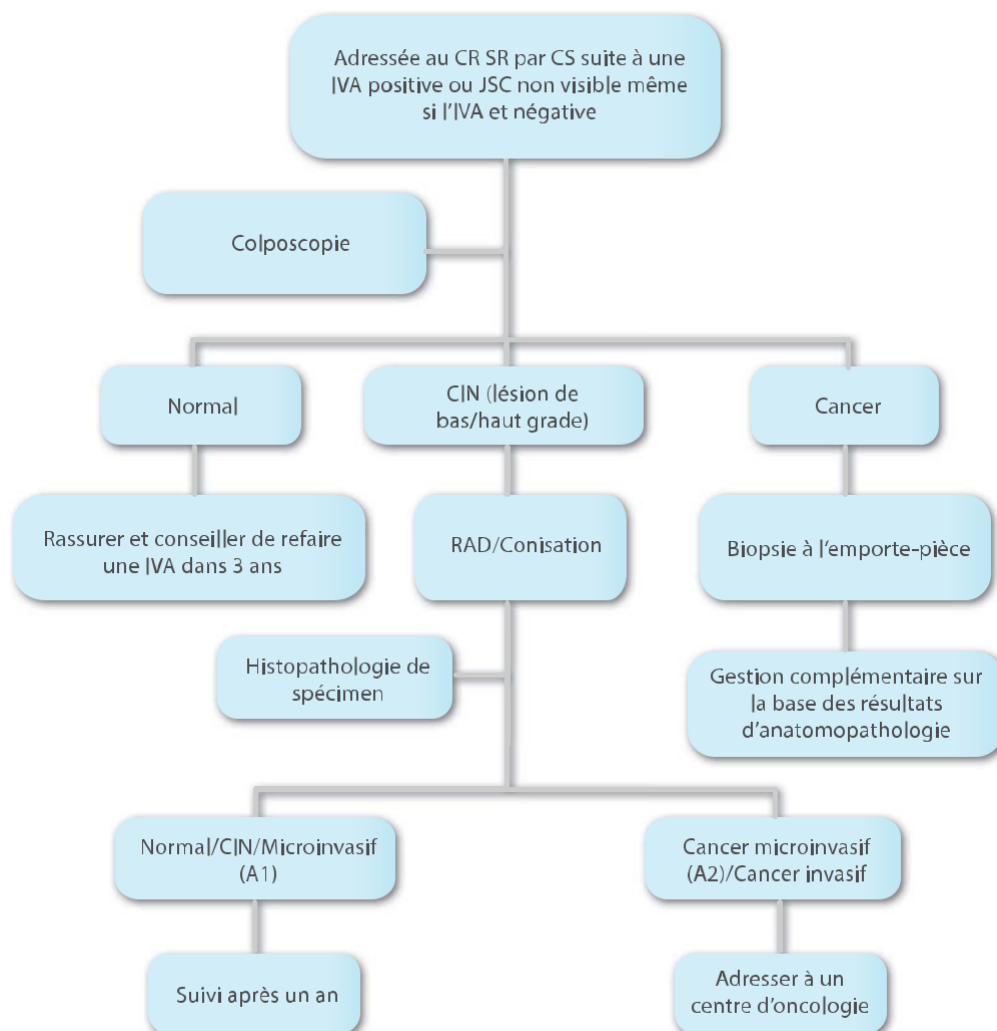 Adressée au CR SR par CS suite à une
IVA positive ou JSC non visible même
si l'IVA et négative
Colposcopie
Normal
CIN (lésion de
bas/haut grade)
Cancer
Rassurer et conseiller de refaire
une IVA dans 3 ans
RAD/Conisation
Biopsie à l'emporte-pièce
Histopathologie de
spécimen
Gestion complémentaire sur
la base des résultats
d'anatomopathologie
Normal/CIN/Microinvasif
(A1)
Cancer microinvasif
(A2)/Cancer invasif
Suivi après un an
Adresser à un
centre d'oncologie